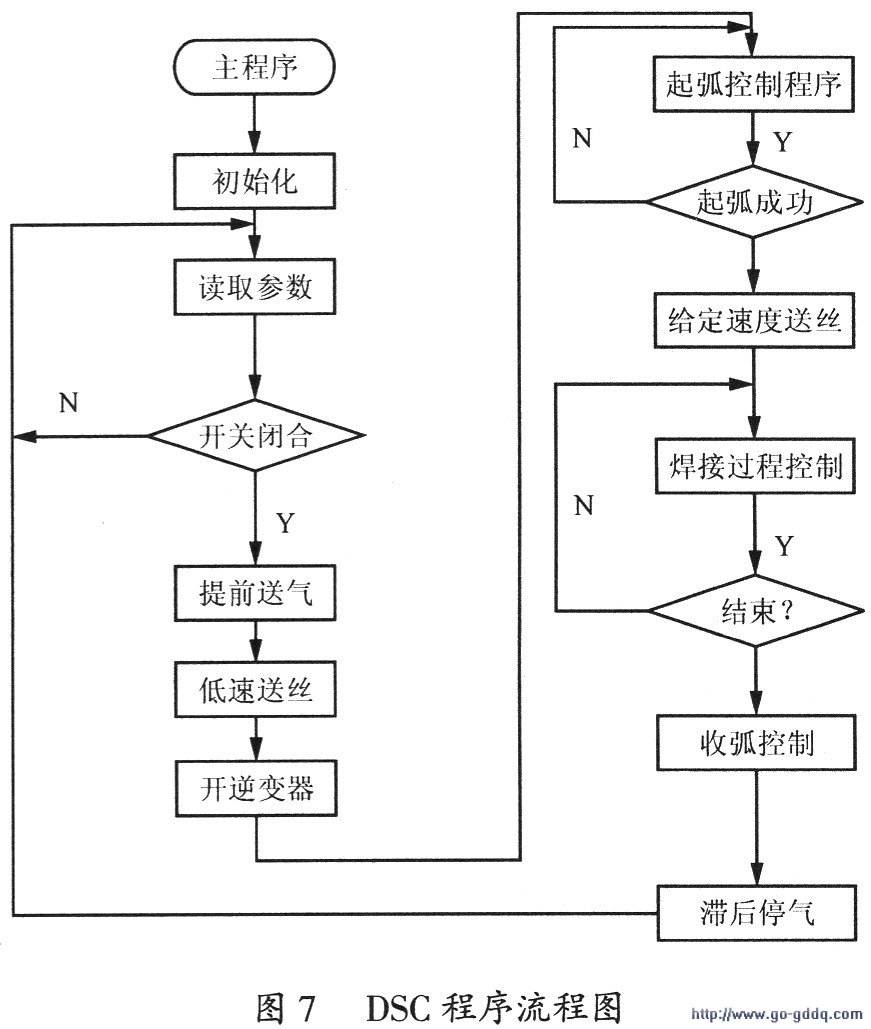 主程序
初始化
读取参数
N
开关闭合
Y
提前送气
低速送丝
开逆变器
起弧控制程序
N
Y
起弧成功
给定速度送丝
焊接过程控制
N
Y
结束?
收弧控制
滞后停气
图 7 DSC 程序流程图
http://www.go-gddq.com